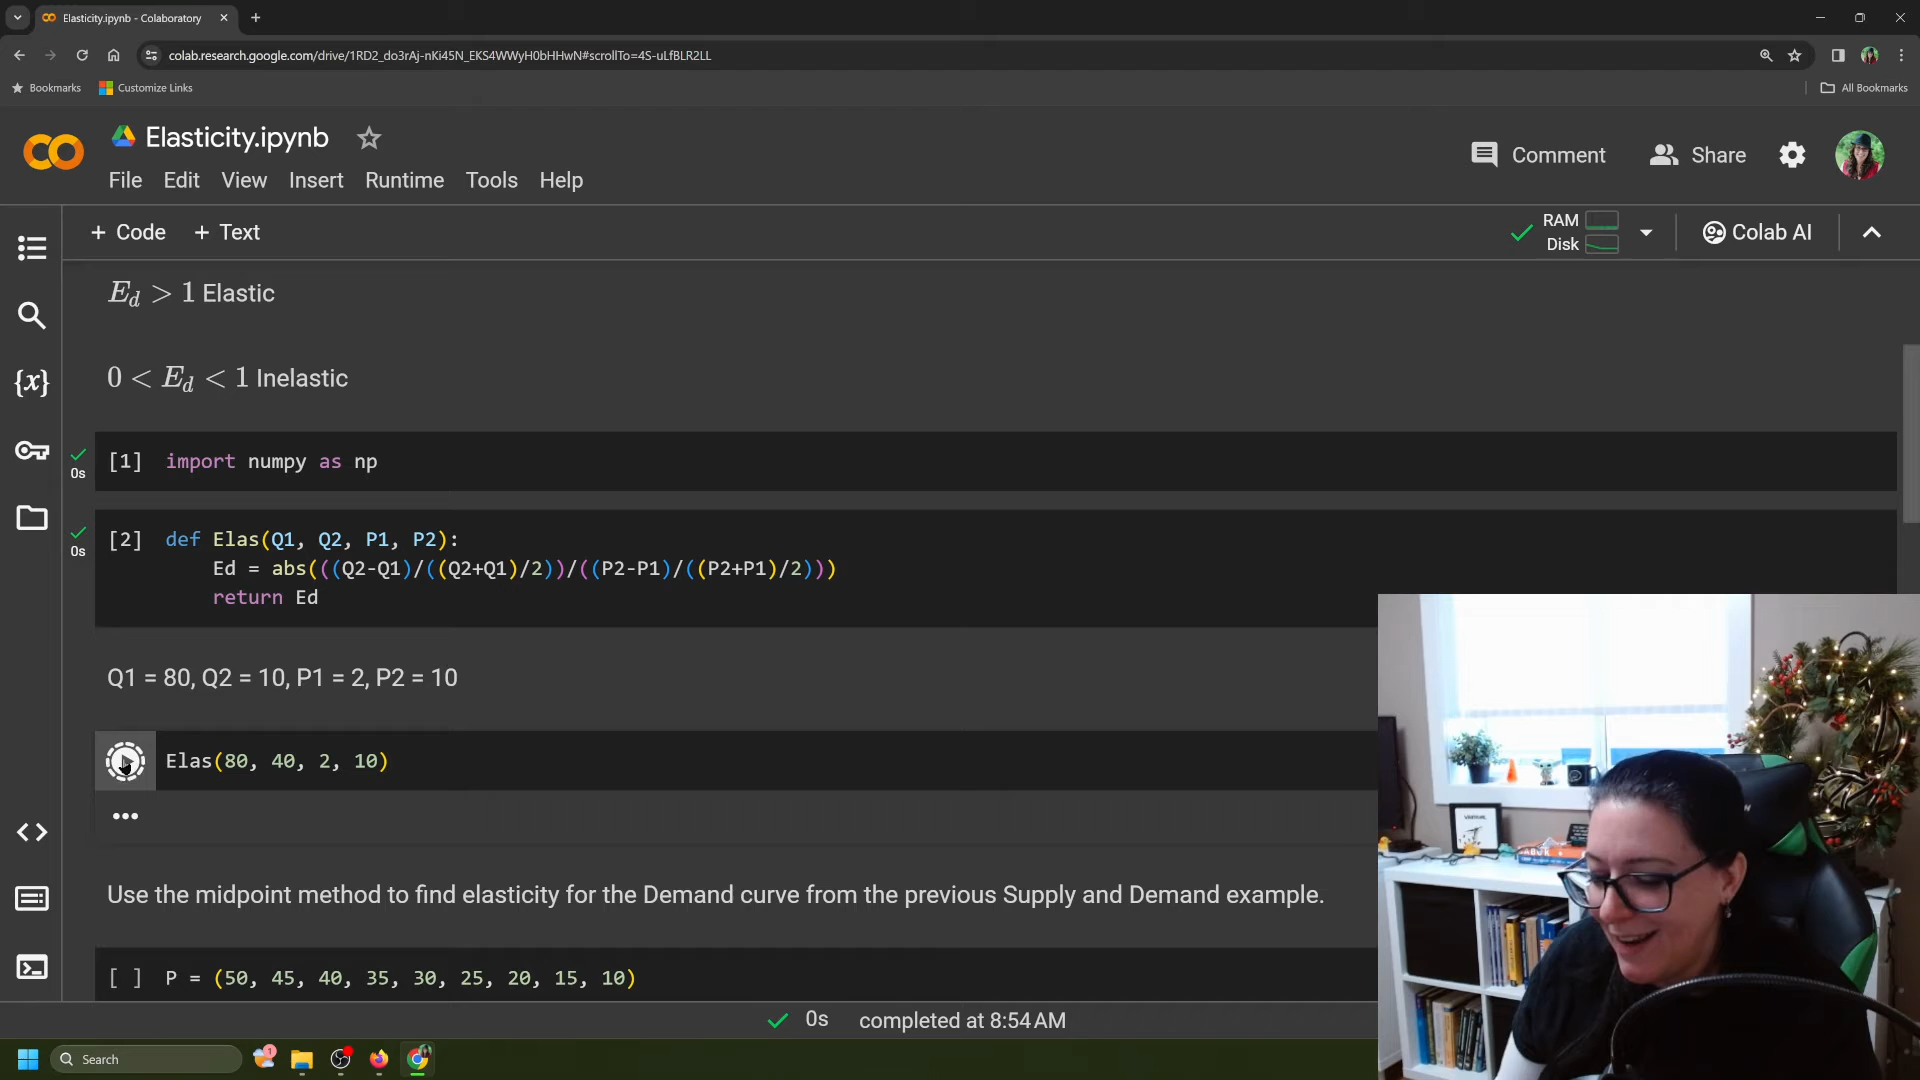 Elasticity.ipynb - Colaboratory
colab.research.google.com/drive/1RD2_do3rAj-nKi45N_EKS4WWyH0bHHwN#scrollTo=4S-uLfBLR2LL
Bookmarks
Customize Links
All Bookmarks
Elasticity.ipynb
Comment
Share
File Edit View Insert Runtime Tools Help
+ Code + Text
RAM
Disk
Colab AI
E_d > 1 Elastic
0 < E_d < 1 Inelastic
[1] import numpy as np
0s
[2] def Elas(Q1, Q2, P1, P2):
0s
Ed = abs(((Q2-Q1)/((Q2+Q1)/2))/((P2-P1)/((P2+P1)/2)))
return Ed
Q1 = 80, Q2 = 10, P1 = 2, P2 = 10
Elas(80, 40, 2, 10)
Use the midpoint method to find elasticity for the Demand curve from the previous Supply and Demand example.
[ ] P = (50, 45, 40, 35, 30, 25, 20, 15, 10)
0s completed at 8:54 AM
Search